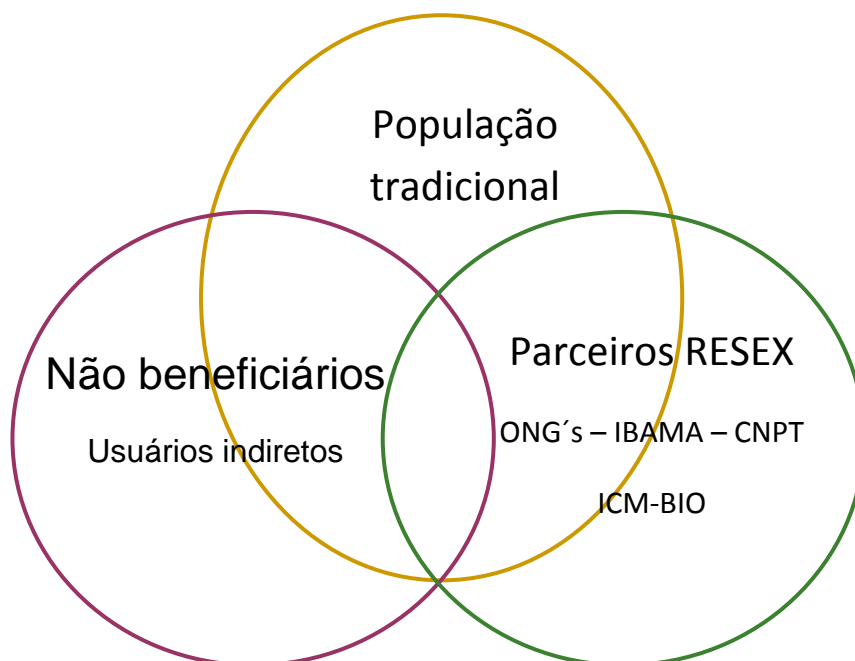 População
tradicional
Não beneficiários
Usuários indiretos
Parceiros RESEX
ONG´s – IBAMA – CNPT
ICM-BIO